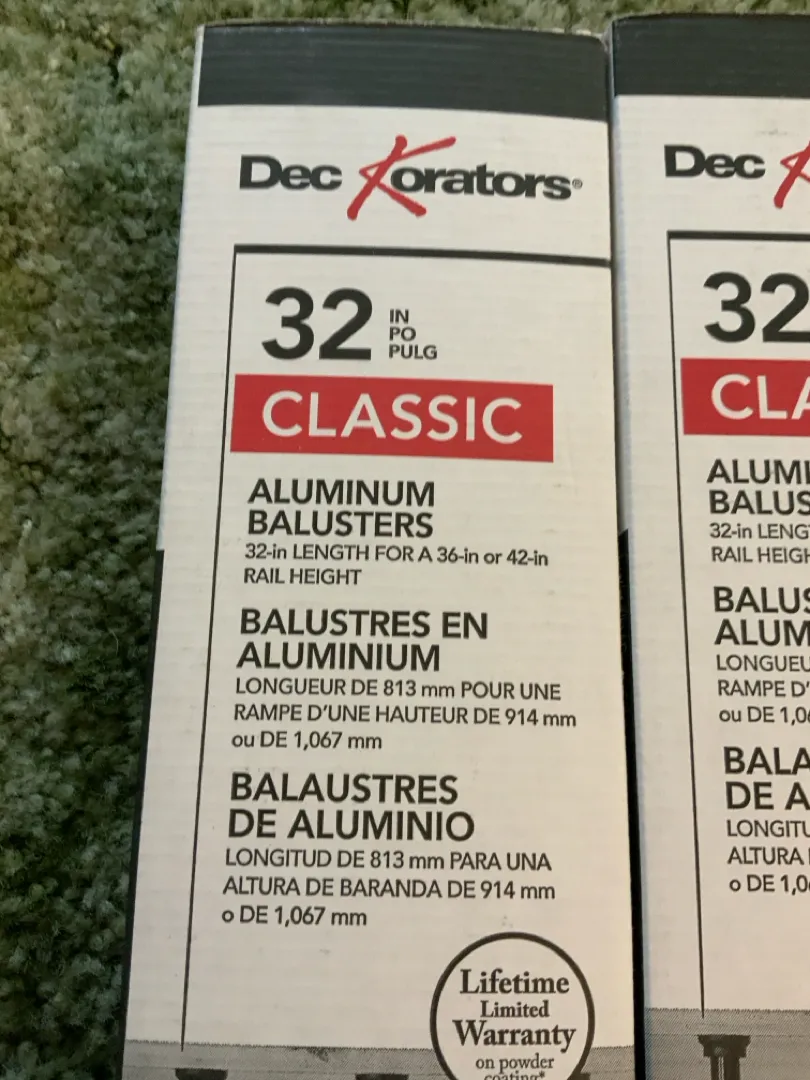 Dec Korators®
32 IN
PO
PULG
CLASSIC
ALUMINUM
BALUSTERS
32-in LENGTH FOR A 36-in or 42-in
RAIL HEIGHT
BALUSTRES EN
ALUMINIUM
LONGUEUR DE 813 mm POUR UNE
RAMPE D'UNE HAUTEUR DE 914 mm
ou DE 1,067 mm
BALAUSTRES
DE ALUMINIO
LONGITUD DE 813 mm PARA UNA
ALTURA DE BARANDA DE 914 mm
o DE 1,067 mm
Lifetime
Limited
Warranty
on powder
coating*
Dec
32
CLA
ALUMI
BALUS
32-in LENG
RAIL HEIGH
BALUS
ALUM
LONGUEU
RAMPE D'
ou DE 1,06
BALA
DE A
LONGITU
ALTURA
o DE 1,0